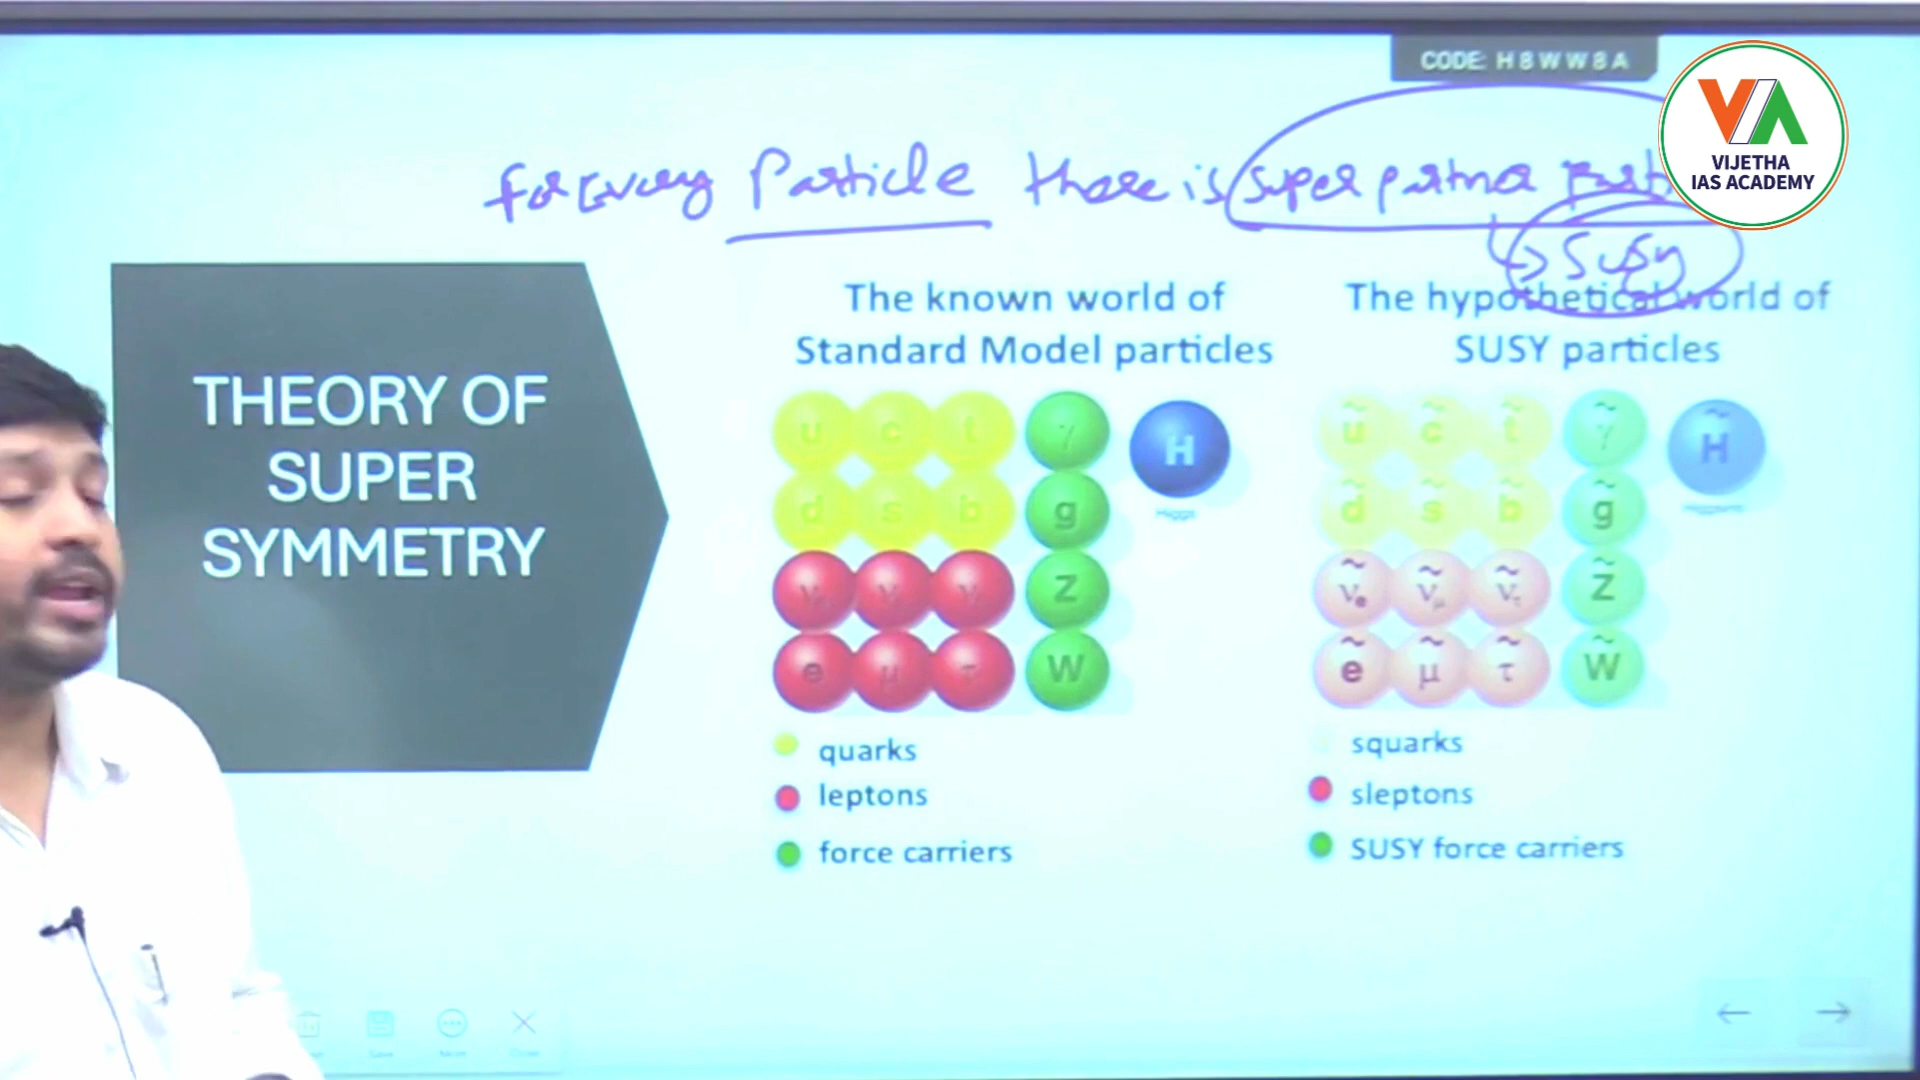 CODE: H8WW8A
VIJETHA
IAS ACADEMY
for Every Particle there is super partner
→ SUSY
THEORY OF
SUPER
SYMMETRY
The known world of
Standard Model particles
u c t γ H
d s b g
Higgs
ν ν ν Z
e μ τ W
quarks
leptons
force carriers
The hypothetical world of
SUSY particles
ũ c̃ t̃ γ̃ H̃
d̃ s̃ b̃ g̃
ν̃e ν̃μ ν̃τ Z̃
ẽ μ̃ τ̃ W̃
squarks
sleptons
SUSY force carriers